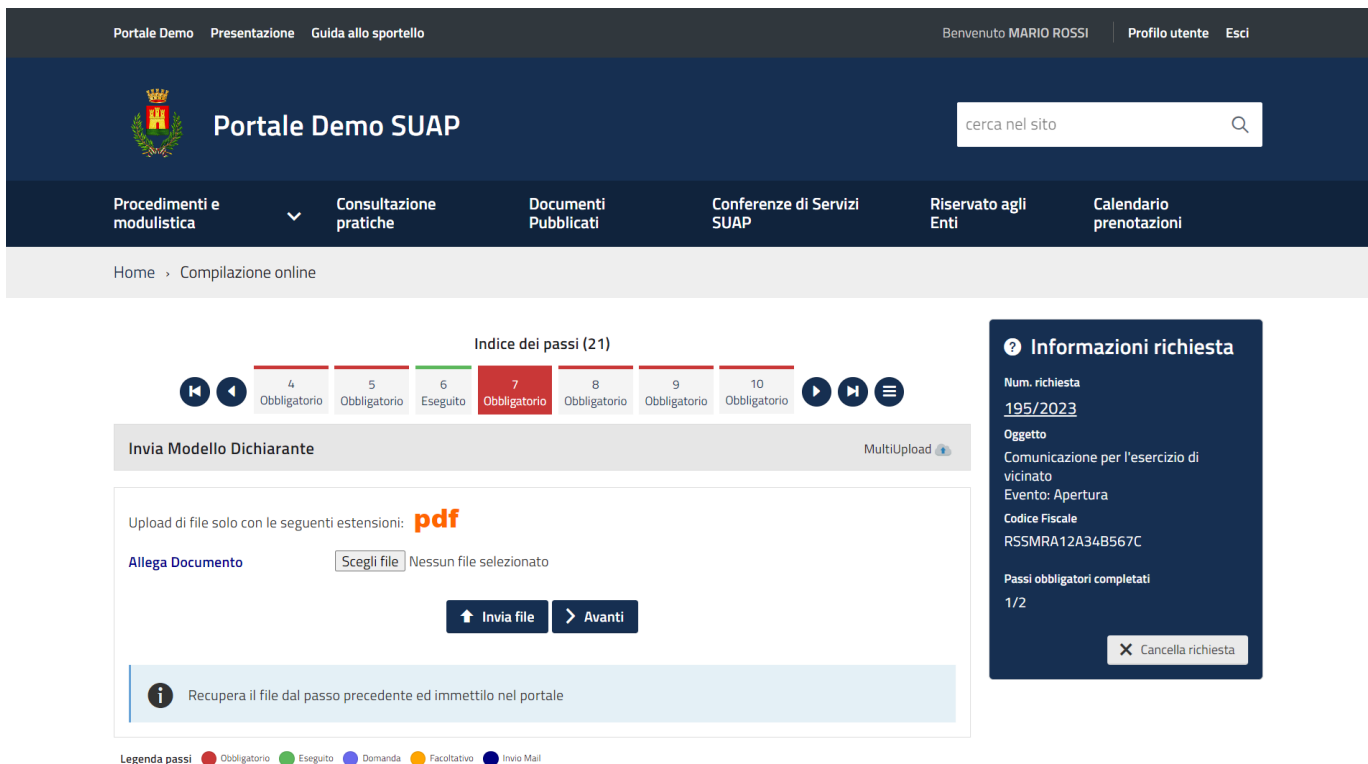 Portale Demo Presentazione Guida allo sportello Benvenuto MARIO ROSSI Profilo utente Esci
Portale Demo SUAP
cerca nel sito
Procedimenti e modulistica
Consultazione pratiche
Documenti Pubblicati
Conferenze di Servizi SUAP
Riservato agli Enti
Calendario prenotazioni
Home › Compilazione online
Indice dei passi (21)
4 Obbligatorio
5 Obbligatorio
6 Eseguito
7 Obbligatorio
8 Obbligatorio
9 Obbligatorio
10 Obbligatorio
Invia Modello Dichiarante MultiUpload
Upload di file solo con le seguenti estensioni: pdf
Allega Documento Scegli file Nessun file selezionato
Invia file Avanti
Recupera il file dal passo precedente ed immettilo nel portale
Legenda passi Obbligatorio Eseguito Domanda Facoltativo Invio Mail
Informazioni richiesta
Num. richiesta
195/2023
Oggetto
Comunicazione per l'esercizio di
vicinato
Evento: Apertura
Codice Fiscale
RSSMRA12A34B567C
Passi obbligatori completati
1/2
Cancella richiesta